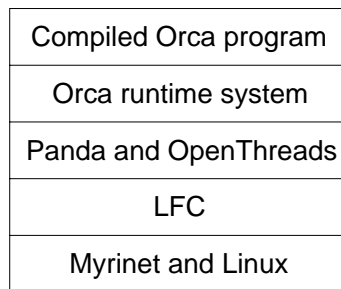 Compiled Orca program
Orca runtime system
Panda and OpenThreads
LFC
Myrinet and Linux